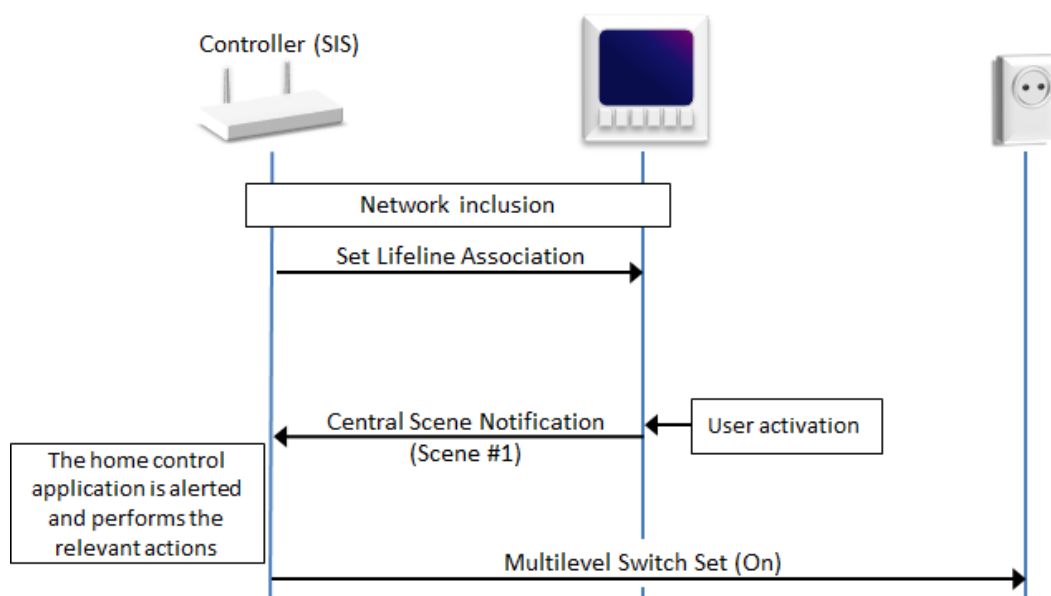 Controller (SIS)
Network inclusion
Set Lifeline Association
Central Scene Notification
(Scene #1)
User activation
The home control
application is alerted
and performs the
relevant actions
Multilevel Switch Set (On)